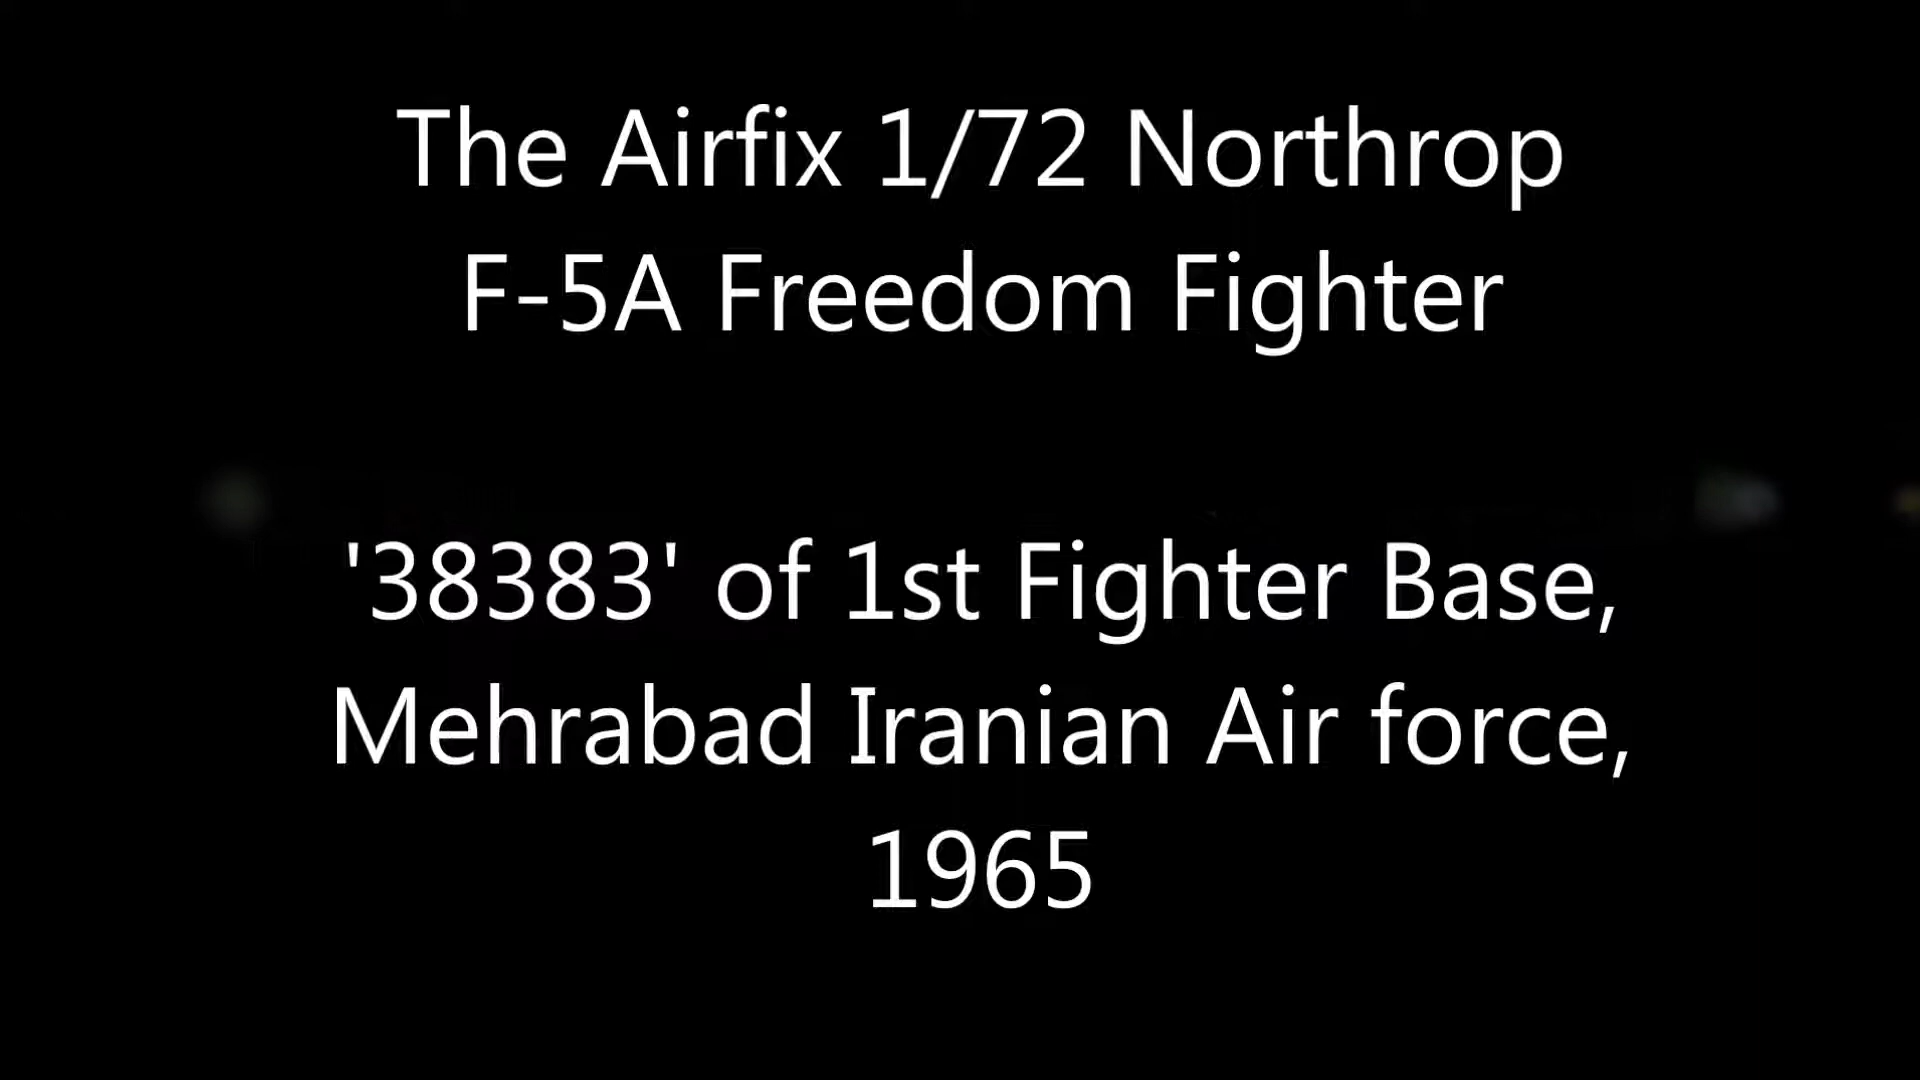 The Airfix 1/72 Northrop
F-5A Freedom Fighter
'38383' of 1st Fighter Base,
Mehrabad Iranian Air force,
1965